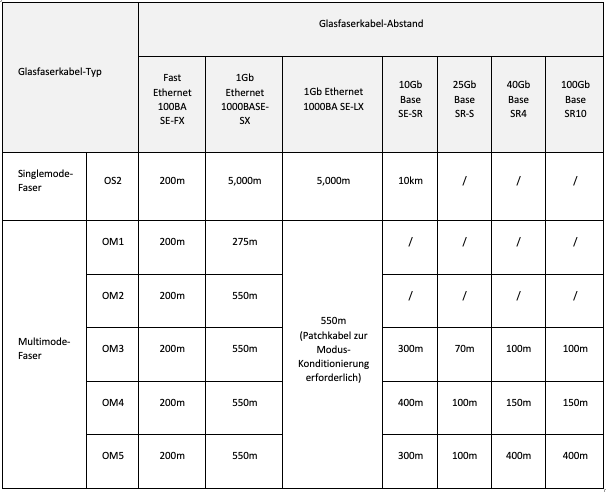 Glasfaserkabel-Abstand
Glasfaserkabel-Typ
Fast
Ethernet
100BA
SE-FX
1Gb
Ethernet
1000BASE-
SX
1Gb Ethernet
1000BA SE-LX
10Gb
Base
SE-SR
25Gb
Base
SR-S
40Gb
Base
SR4
100Gb
Base
SR10
Singlemode-
Faser
OS2
200m
5,000m
5,000m
10km
/
/
/
Multimode-
Faser
OM1
200m
275m
550m
(Patchkabel zur
Modus-
Konditionierung
erforderlich)
/
/
/
/
OM2
200m
550m
/
/
/
/
OM3
200m
550m
300m
70m
100m
100m
OM4
200m
550m
400m
100m
150m
150m
OM5
200m
550m
300m
100m
400m
400m